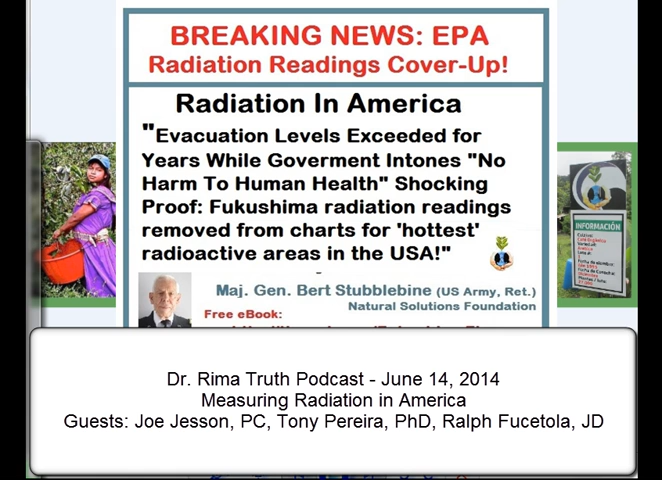 BREAKING NEWS: EPA
Radiation Readings Cover-Up!
Radiation In America
"Evacuation Levels Exceeded for
Years While Goverment Intones "No
Harm To Human Health" Shocking
Proof: Fukushima radiation readings
removed from charts for 'hottest'
radioactive areas in the USA!"
Maj. Gen. Bert Stubblebine (US Army, Ret.)
Natural Solutions Foundation
Free eBook:
INFORMACIÓN
Dr. Rima Truth Podcast - June 14, 2014
Measuring Radiation in America
Guests: Joe Jesson, PC, Tony Pereira, PhD, Ralph Fucetola, JD